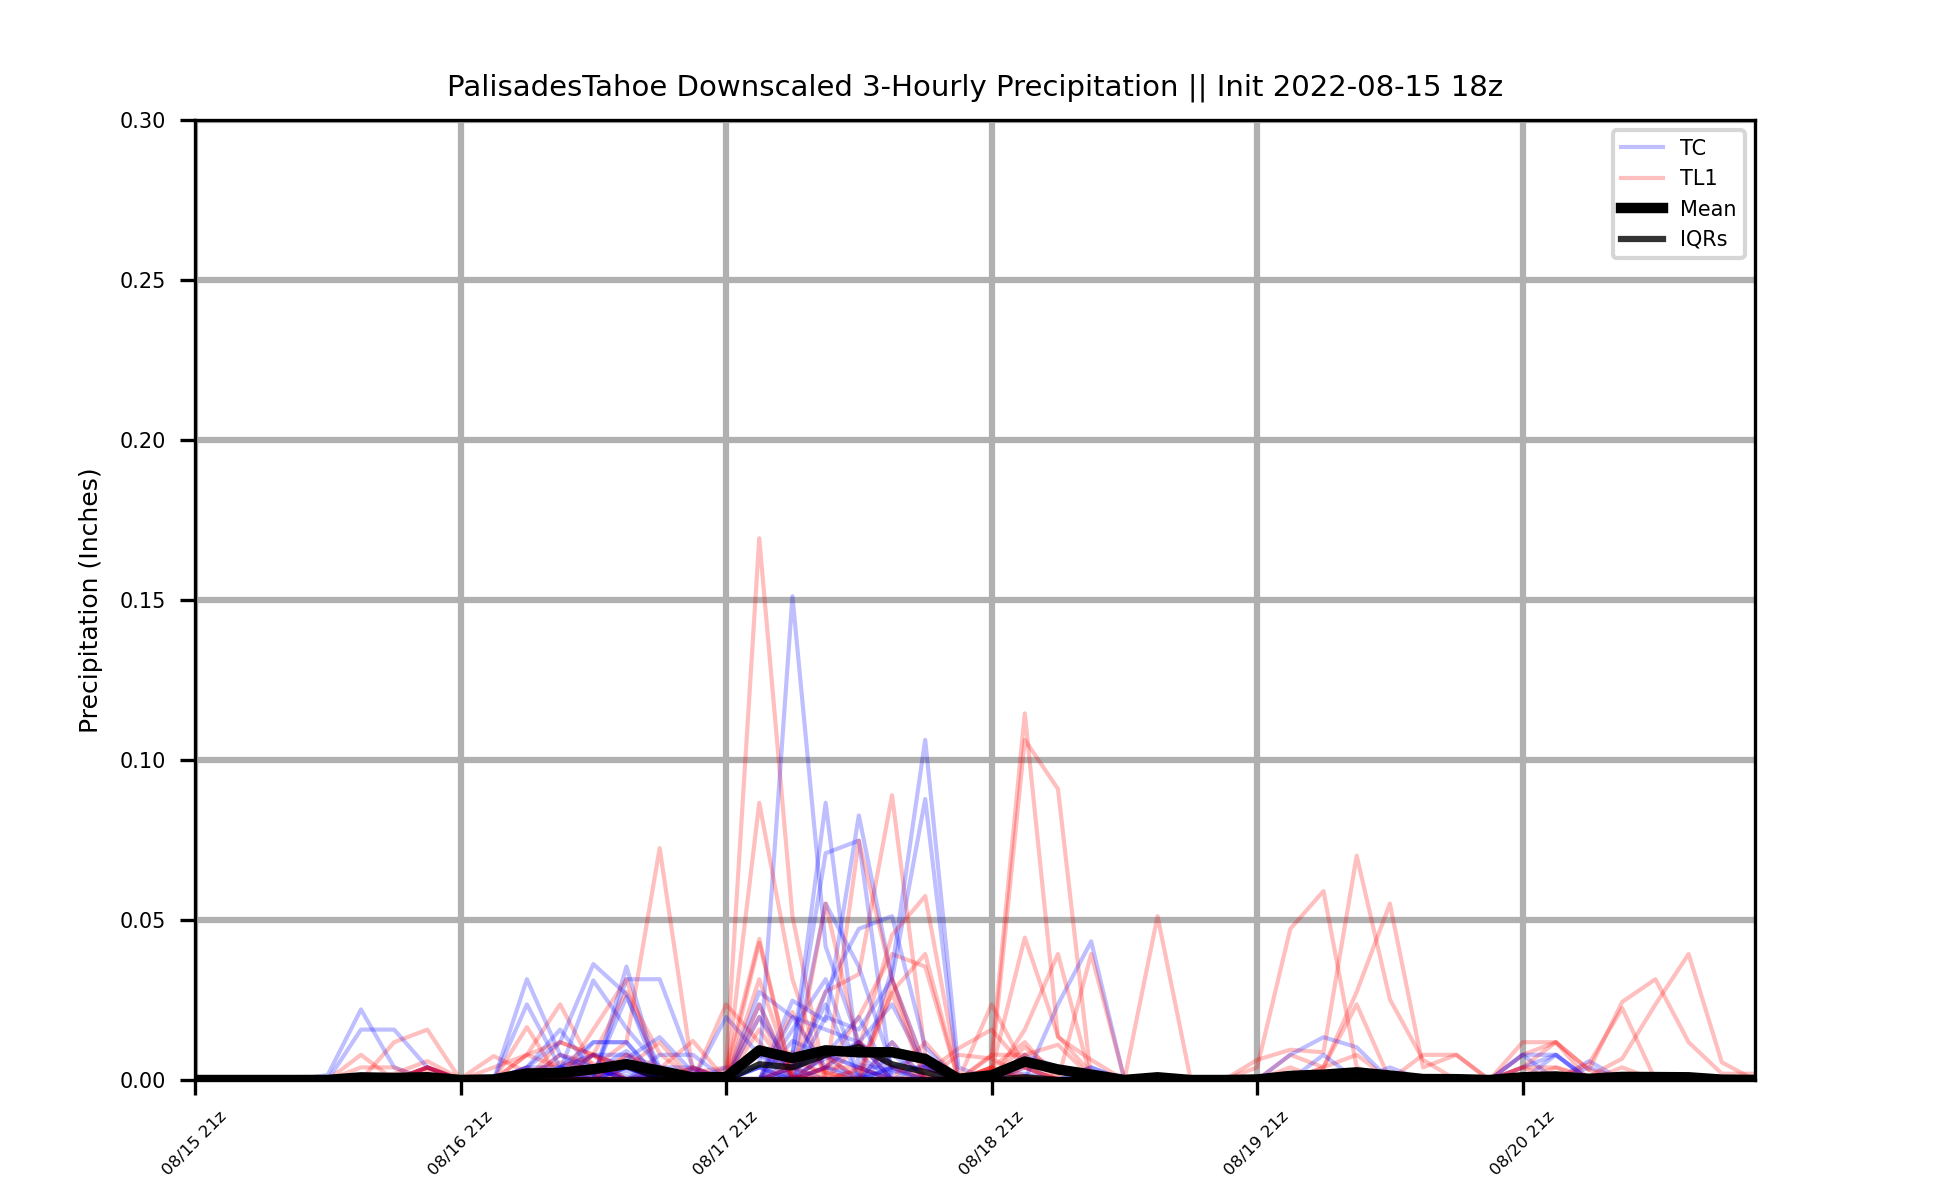 PalisadesTahoe Downscaled 3-Hourly Precipitation || Init 2022-08-15 18z
0.30
0.25
0.20
0.15
0.10
0.05
0.00
Precipitation (Inches)
TC
TL1
Mean
IQRs
08/15 21z
08/16 21z
08/17 21z
08/18 21z
08/19 21z
08/20 21z